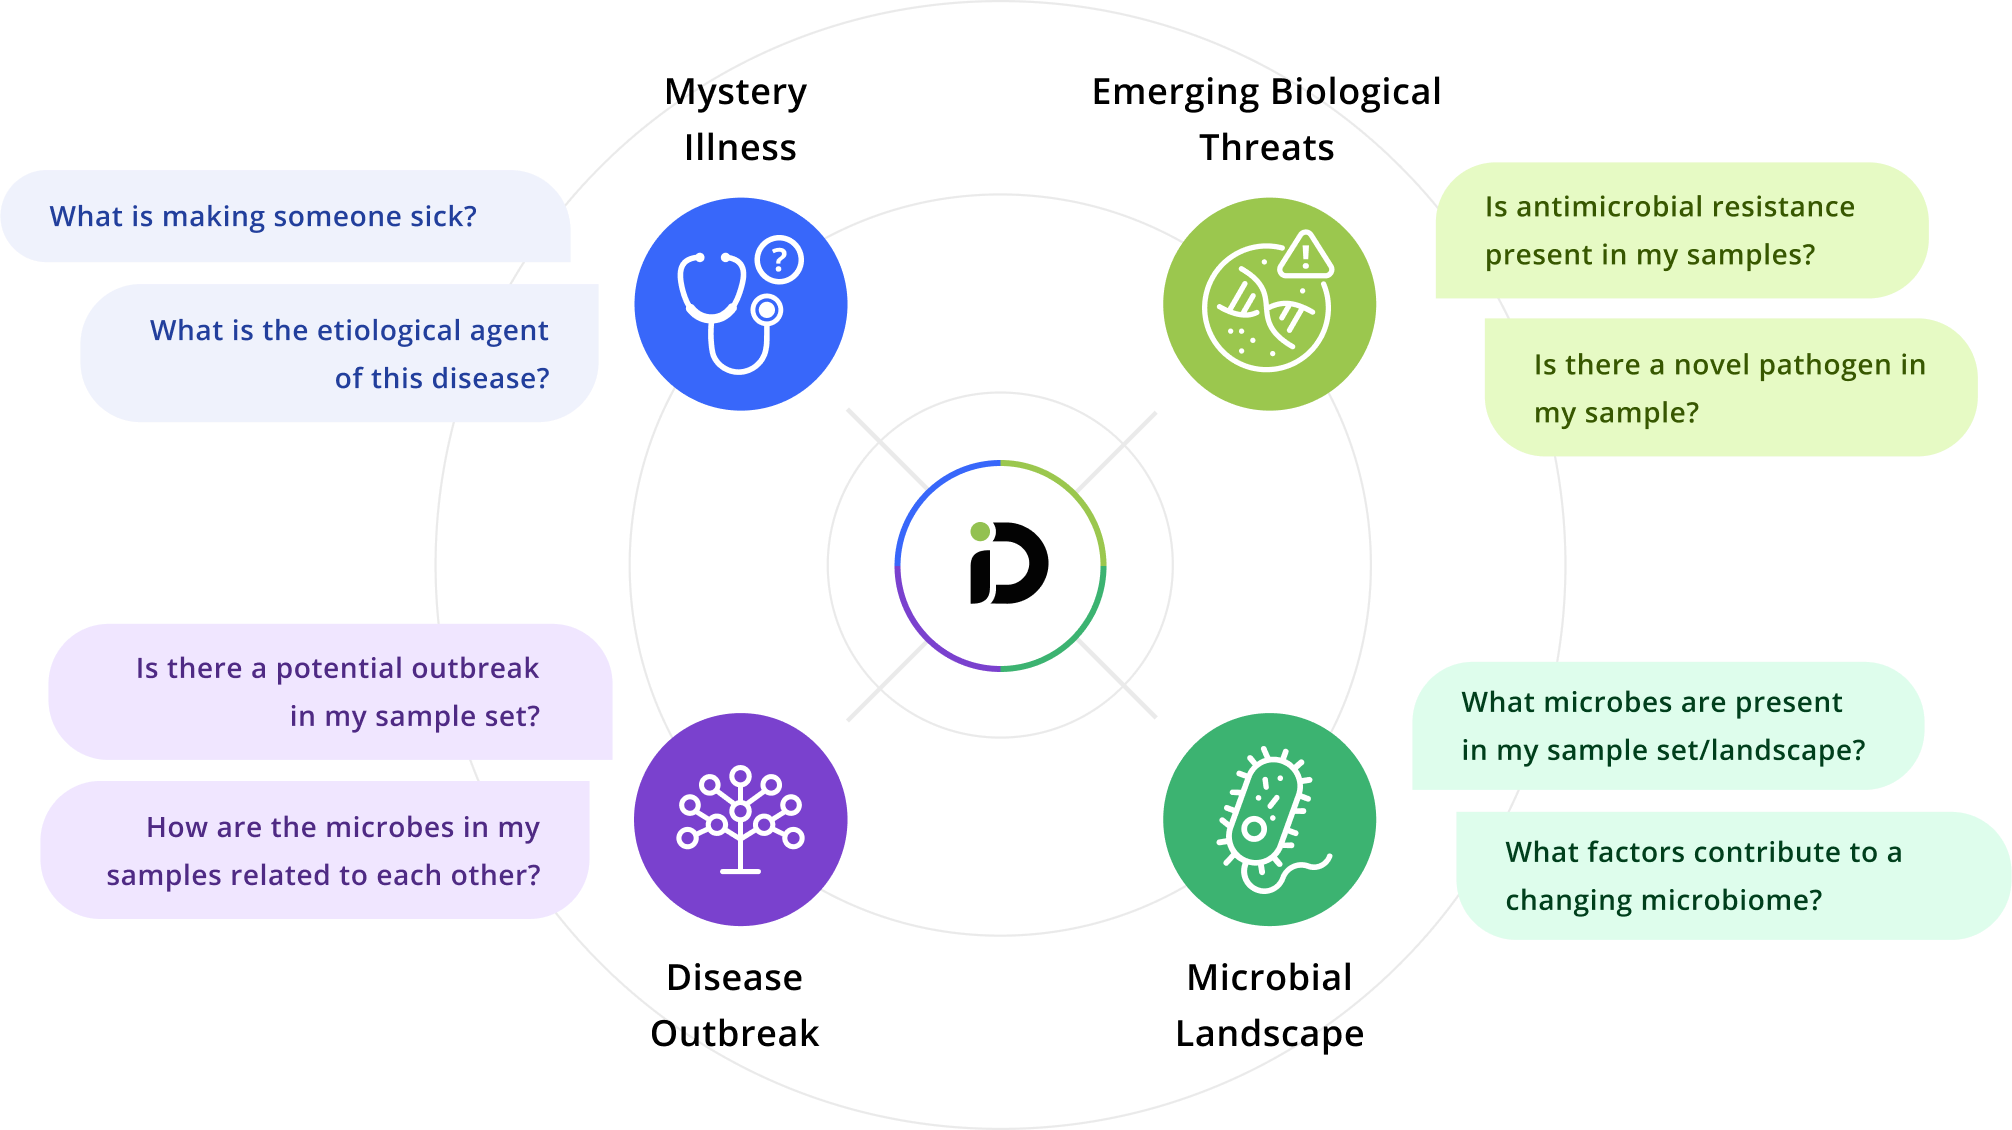 Mystery
Illness
What is making someone sick?
What is the etiological agent
of this disease?
?
Emerging Biological
Threats
!
Is antimicrobial resistance
present in my samples?
Is there a novel pathogen in
my sample?
iD
Is there a potential outbreak
in my sample set?
How are the microbes in my
samples related to each other?
Disease
Outbreak
What microbes are present
in my sample set/landscape?
What factors contribute to a
changing microbiome?
Microbial
Landscape